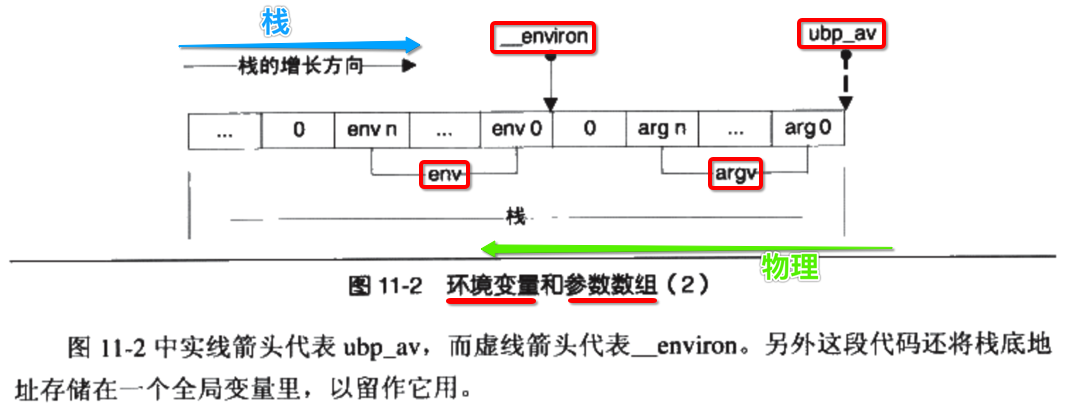 栈
__environ
ubp_av
栈的增长方向
... 0 env n ... env 0 0 arg n ... arg 0
env
argv
栈
物理
图 11-2 环境变量和参数数组（2）
图 11-2 中实线箭头代表 ubp_av，而虚线箭头代表__environ。另外这段代码还将栈底地
址存储在一个全局变量里，以留作它用。